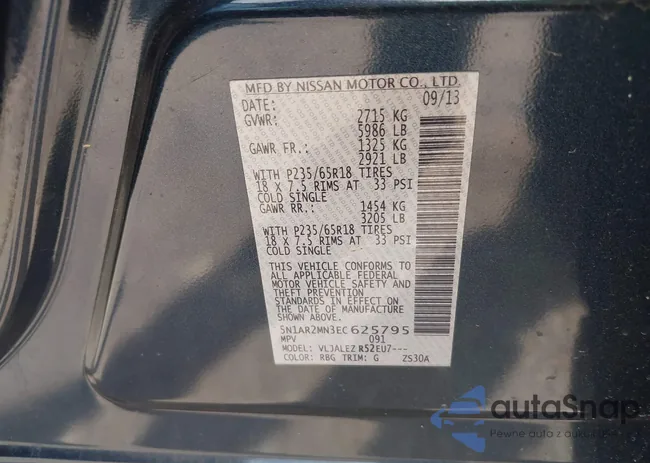 MFD BY NISSAN MOTOR CO., LTD.
DATE: 09/13
GVWR: 2715 KG
5986 LB
GAWR FR.: 1325 KG
2921 LB
WITH P235/65R18 TIRES
18 X 7.5 RIMS AT 33 PSI
COLD SINGLE
GAWR RR.: 1454 KG
3205 LB
WITH P235/65R18 TIRES
18 X 7.5 RIMS AT 33 PSI
COLD SINGLE
THIS VEHICLE CONFORMS TO
ALL APPLICABLE FEDERAL
MOTOR VEHICLE SAFETY AND
THEFT PREVENTION
STANDARDS IN EFFECT ON
THE DATE OF MANUFACTURE
SHOWN ABOVE.
5N1AR2MN3EC625795
MPV 091
MODEL: VLJALEZ R52EU7---
COLOR: RBG TRIM: G ZS30A
autoSnap
Pewne auta z aukcji